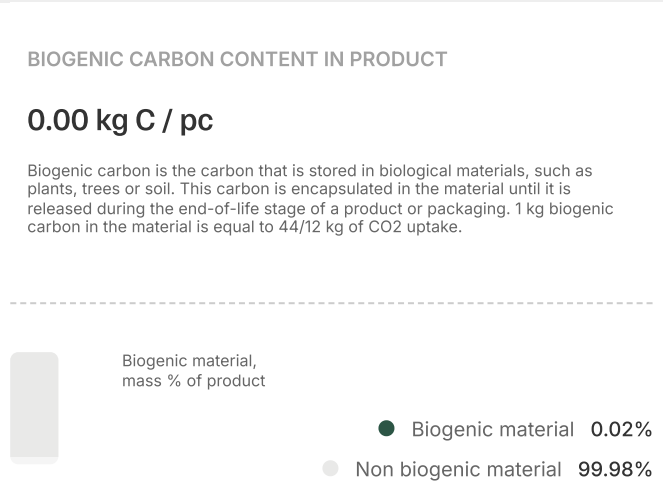 BIOGENIC CARBON CONTENT IN PRODUCT
0.00 kg C / pc
Biogenic carbon is the carbon that is stored in biological materials, such as
plants, trees or soil. This carbon is encapsulated in the material until it is
released during the end-of-life stage of a product or packaging. 1 kg biogenic
carbon in the material is equal to 44/12 kg of CO2 uptake.
Biogenic material,
mass % of product
Biogenic material 0.02%
Non biogenic material 99.98%